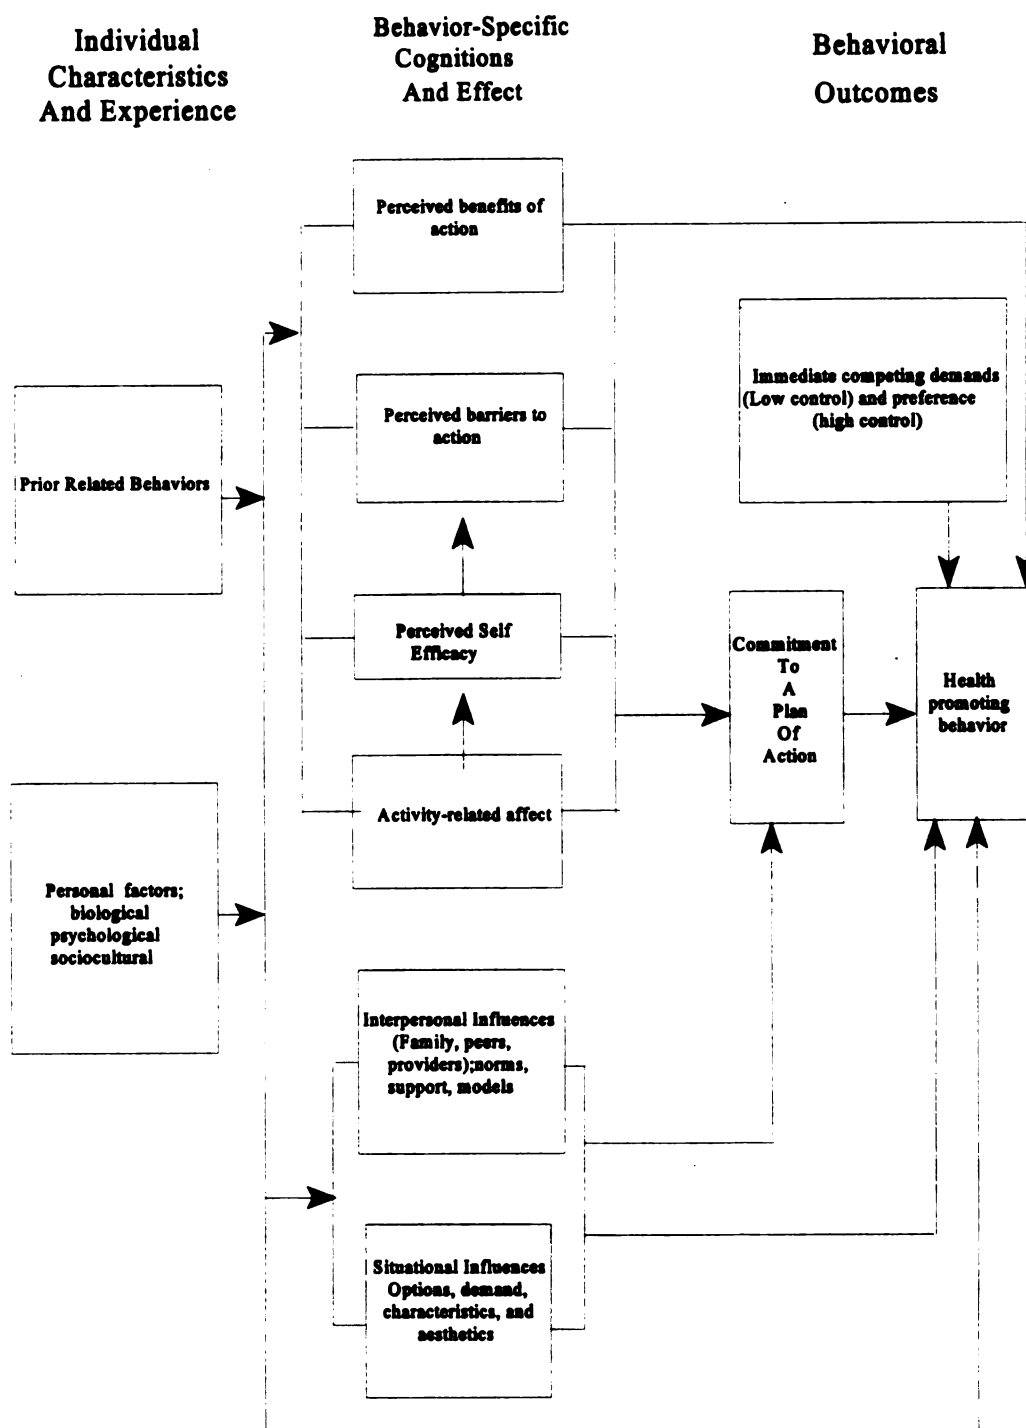 Individual
Characteristics
And Experience
Behavior-Specific
Cognitions
And Effect
Behavioral
Outcomes
Perceived benefits of
action
Immediate competing demands
(Low control) and preference
(high control)
Perceived barriers to
action
Prior Related Behaviors
Perceived Self
Efficacy
Commitment
To
A
Plan
Of
Action
Health
promoting
behavior
Activity-related affect
Personal factors;
biological
psychological
sociocultural
Interpersonal Influences
(Family, peers,
providers);norms,
support, models
Situational Influences
Options, demand,
characteristics, and
aesthetics